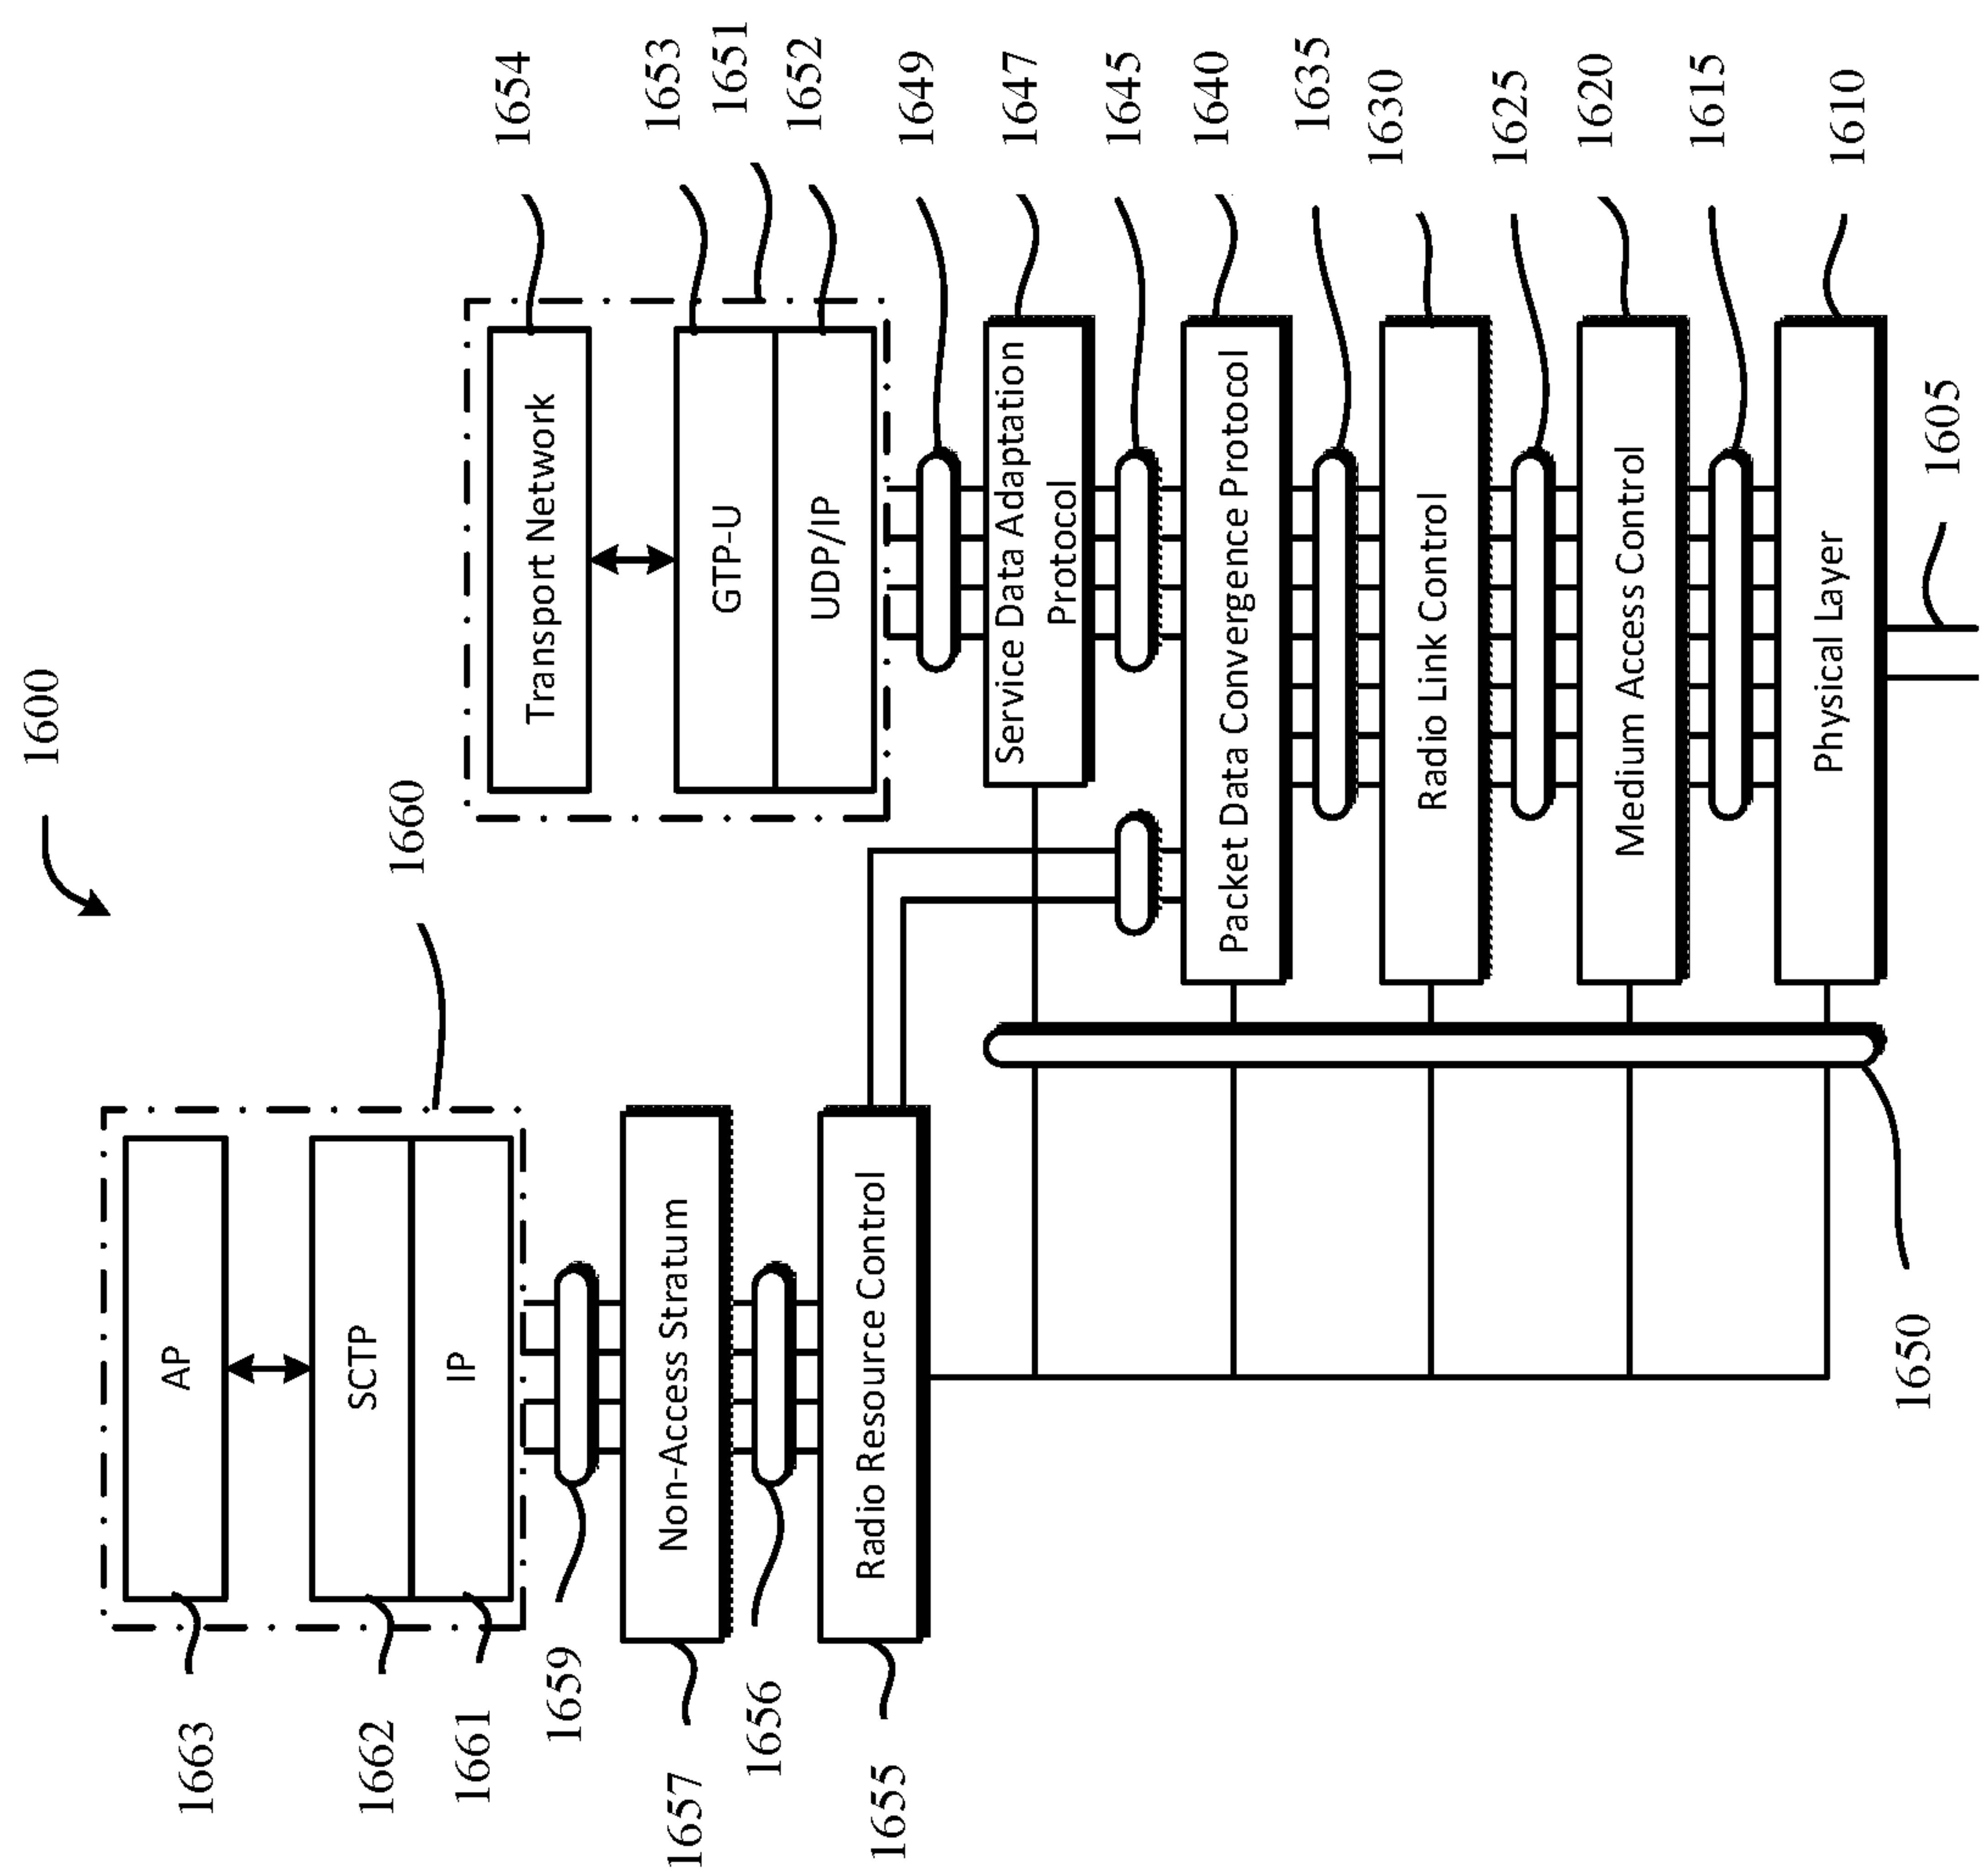 1600
1660
AP
SCTP
IP
1663
1662
1661
1659
Non-Access Stratum
1657
1656
Radio Resource Control
1655
1654
1653
1651
1652
Transport Network
GTP-U
UDP/IP
1649
1647
Service Data Adaptation
Protocol
1645
1640
Packet Data Convergence Protocol
1635
1630
Radio Link Control
1625
1620
Medium Access Control
1615
1610
Physical Layer
1605
1650